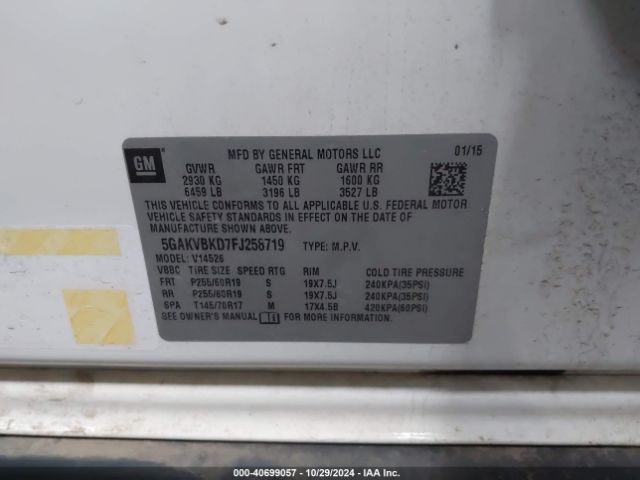 GM
MFD BY GENERAL MOTORS LLC 01/15
GVWR GAWR FRT GAWR RR
2930 KG 1450 KG 1600 KG
6459 LB 3196 LB 3527 LB
THIS VEHICLE CONFORMS TO ALL APPLICABLE U.S. FEDERAL MOTOR
VEHICLE SAFETY STANDARDS IN EFFECT ON THE DATE OF
MANUFACTURE SHOWN ABOVE.
5GAKVBKD7FJ258719 TYPE: M.P.V.
MODEL: V14526
VBBC TIRE SIZE SPEED RTG RIM COLD TIRE PRESSURE
FRT P255/60R19 S 19X7.5J 240KPA(35PSI)
RR P255/60R19 S 19X7.5J 240KPA(35PSI)
SPA T145/70R17 M 17X4.5B 420KPA(60PSI)
SEE OWNER'S MANUAL FOR MORE INFORMATION.
000-40699057 - 10/29/2024 - IAA Inc.